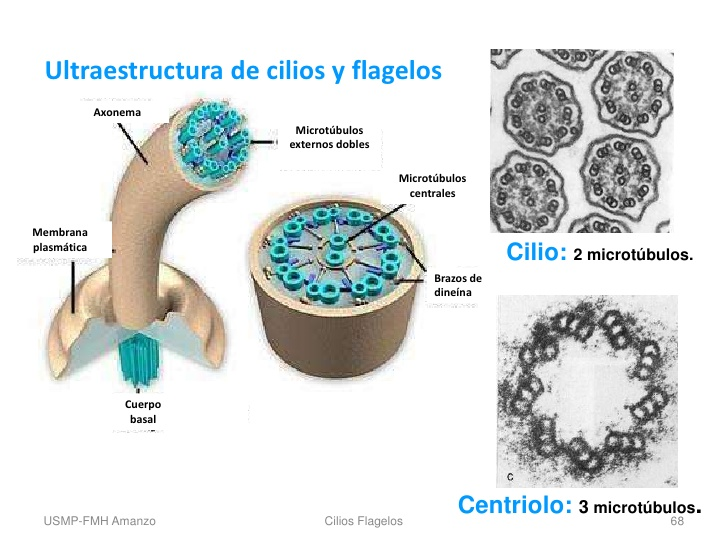 Ultraestructura de cilios y flagelos
Axonema
Microtúbulos
externos dobles
Microtúbulos
centrales
Membrana
plasmática
Brazos de
dineína
Cuerpo
basal
Cilio: 2 microtúbulos.
C
Centriolo: 3 microtúbulos.
USMP-FMH Amanzo
Cilios Flagelos
68